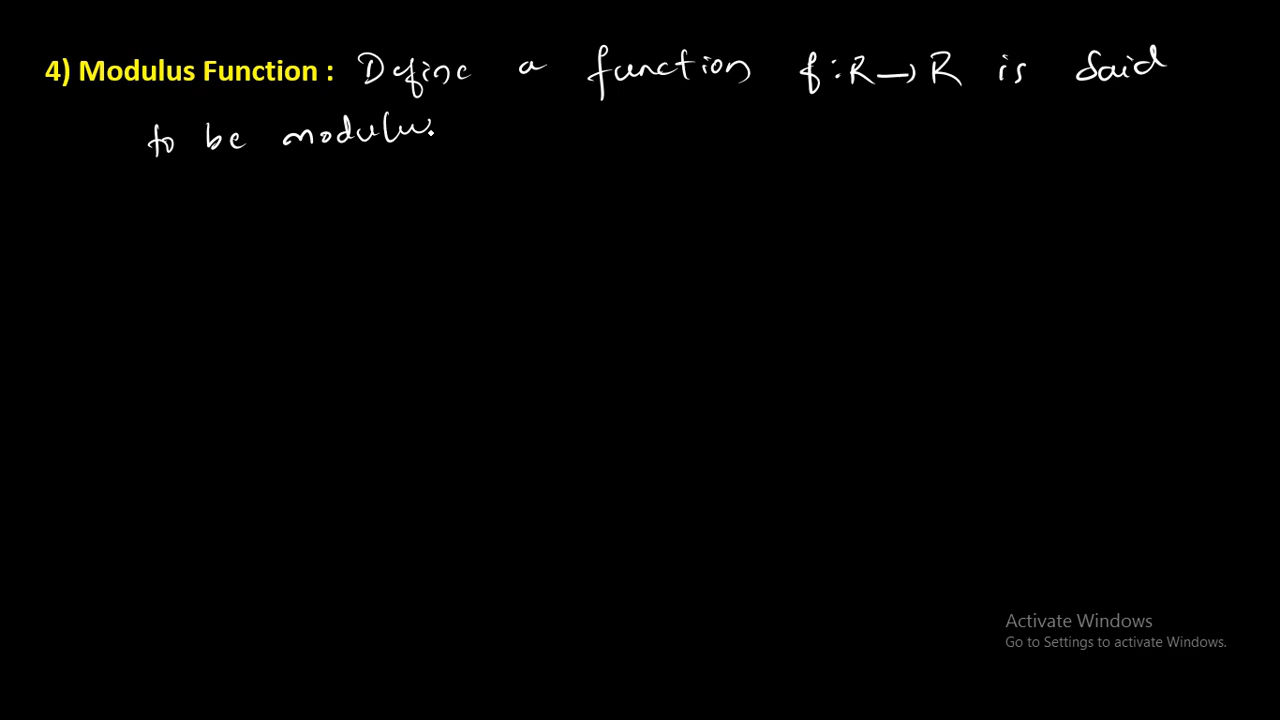 4) Modulus Function : Define a function f:R→R is said
to be modulus
Activate Windows
Go to Settings to activate Windows.